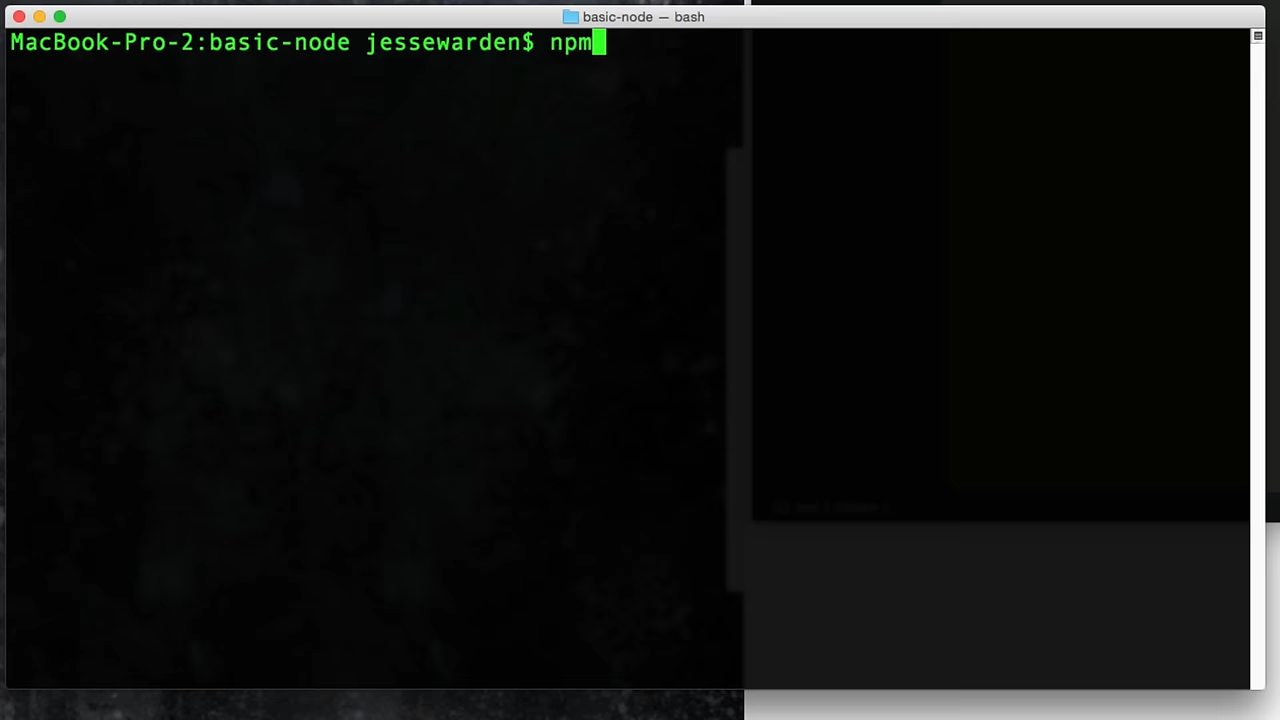 basic-node — bash
MacBook-Pro-2:basic-node jessewarden$ npm